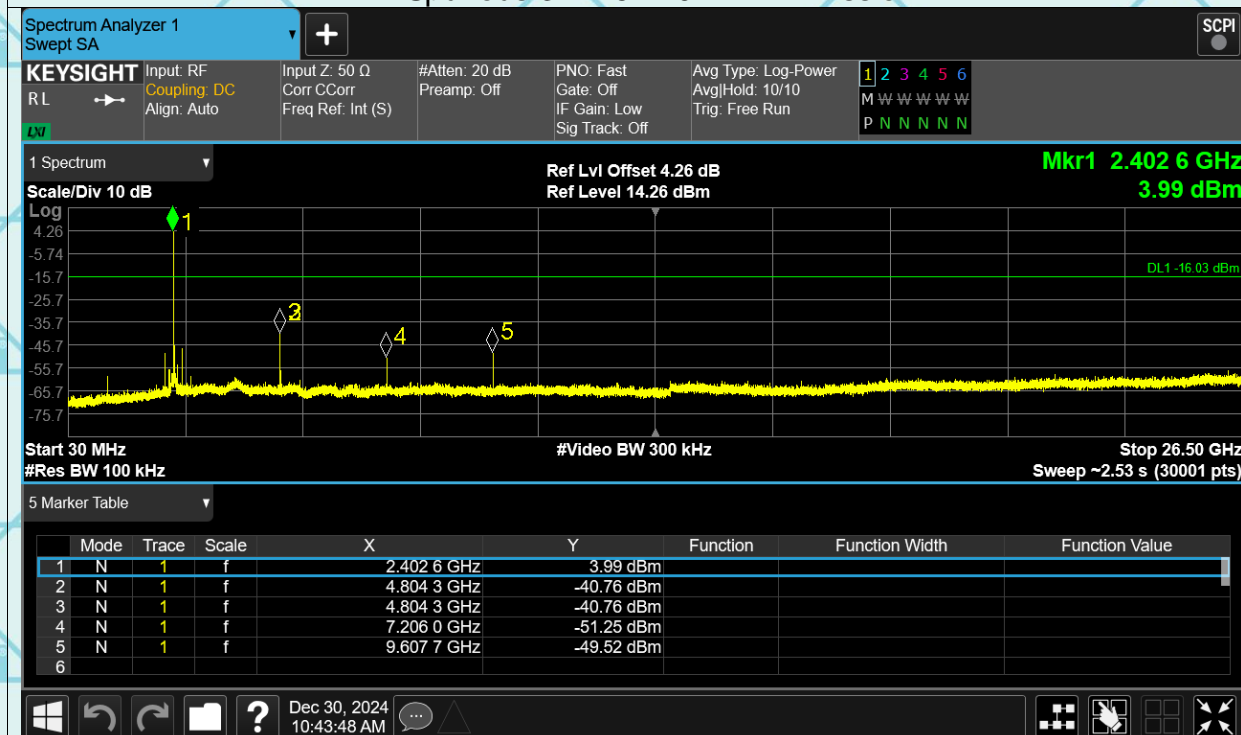 Spectrum Analyzer 1
Swept SA
+
SCPI
KEYSIGHT Input: RF Input Z: 50 Ω #Atten: 20 dB PNO: Fast Avg Type: Log-Power 1 2 3 4 5 6
RL Coupling: DC Corr CCorr Preamp: Off Gate: Off Avg|Hold: 10/10 M W W W W W
Align: Auto Freq Ref: Int (S) IF Gain: Low Trig: Free Run P N N N N N
LXI Sig Track: Off
1 Spectrum Ref Lvl Offset 4.26 dB Mkr1 2.402 6 GHz
Scale/Div 10 dB Ref Level 14.26 dBm 3.99 dBm
Log
1
4.26
-5.74
DL1 -16.03 dBm
-15.7
-25.7
3
-35.7
4 5
-45.7
-55.7
-65.7
-75.7
Start 30 MHz #Video BW 300 kHz Stop 26.50 GHz
#Res BW 100 kHz Sweep ~2.53 s (30001 pts)
5 Marker Table
Mode Trace Scale X Y Function Function Width Function Value
1 N 1 f 2.402 6 GHz 3.99 dBm
2 N 1 f 4.804 3 GHz -40.76 dBm
3 N 1 f 4.804 3 GHz -40.76 dBm
4 N 1 f 7.206 0 GHz -51.25 dBm
5 N 1 f 9.607 7 GHz -49.52 dBm
6
? Dec 30, 2024
10:43:48 AM